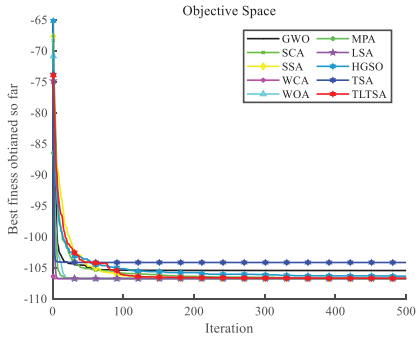 Objective Space
Best finess obtianed so far
-65
-70
-75
-80
-85
-90
-95
-100
-105
-110
0
100
200
300
400
500
Iteration
GWO
SCA
SSA
WCA
WOA
MPA
LSA
HGSO
TSA
TLTSA